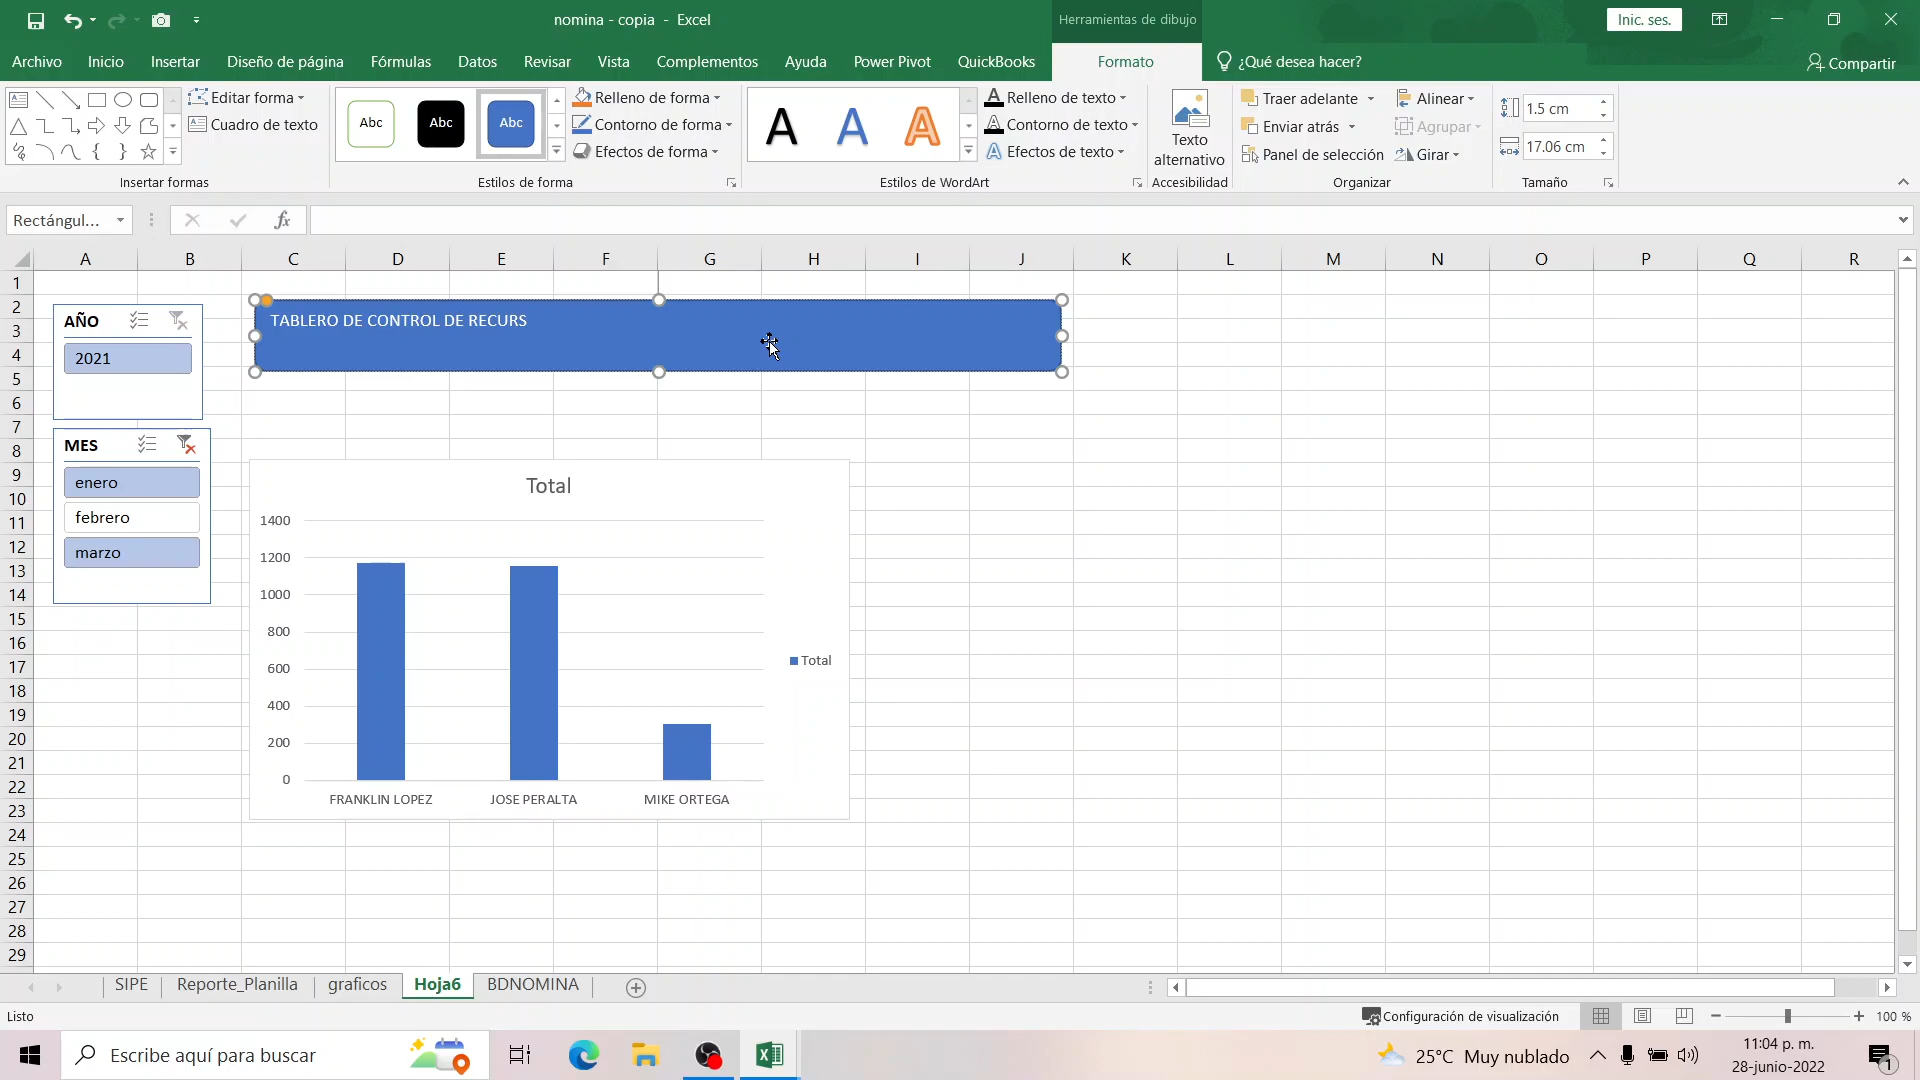 nomina - copia - Excel
Herramientas de dibujo
Inic. ses.
Archivo Inicio Insertar Diseño de página Fórmulas Datos Revisar Vista Complementos Ayuda Power Pivot QuickBooks Formato ¿Qué desea hacer? Compartir
Editar forma
Cuadro de texto
Insertar formas
Abc Abc Abc
Relleno de forma
Contorno de forma
Efectos de forma
Estilos de forma
A A A
Relleno de texto
Contorno de texto
Efectos de texto
Estilos de WordArt
Texto
alternativo
Accesibilidad
Traer adelante
Enviar atrás
Panel de selección
Alinear
Agrupar
Girar
Organizar
1.5 cm
17.06 cm
Tamaño
Rectángul...
fx
A B C D E F G H I J K L M N O P Q R
1
2
3
4
5
6
7
8
9
10
11
12
13
14
15
16
17
18
19
20
21
22
23
24
25
26
27
28
29
AÑO
2021
MES
enero
febrero
marzo
TABLERO DE CONTROL DE RECURS
Total
1400
1200
1000
800
600
400
200
0
FRANKLIN LOPEZ JOSE PERALTA MIKE ORTEGA
Total
SIPE Reporte_Planilla graficos Hoja6 BDNOMINA
Listo
Configuración de visualización
100 %
Escribe aquí para buscar
25°C Muy nublado
11:04 p. m.
28-junio-2022
1